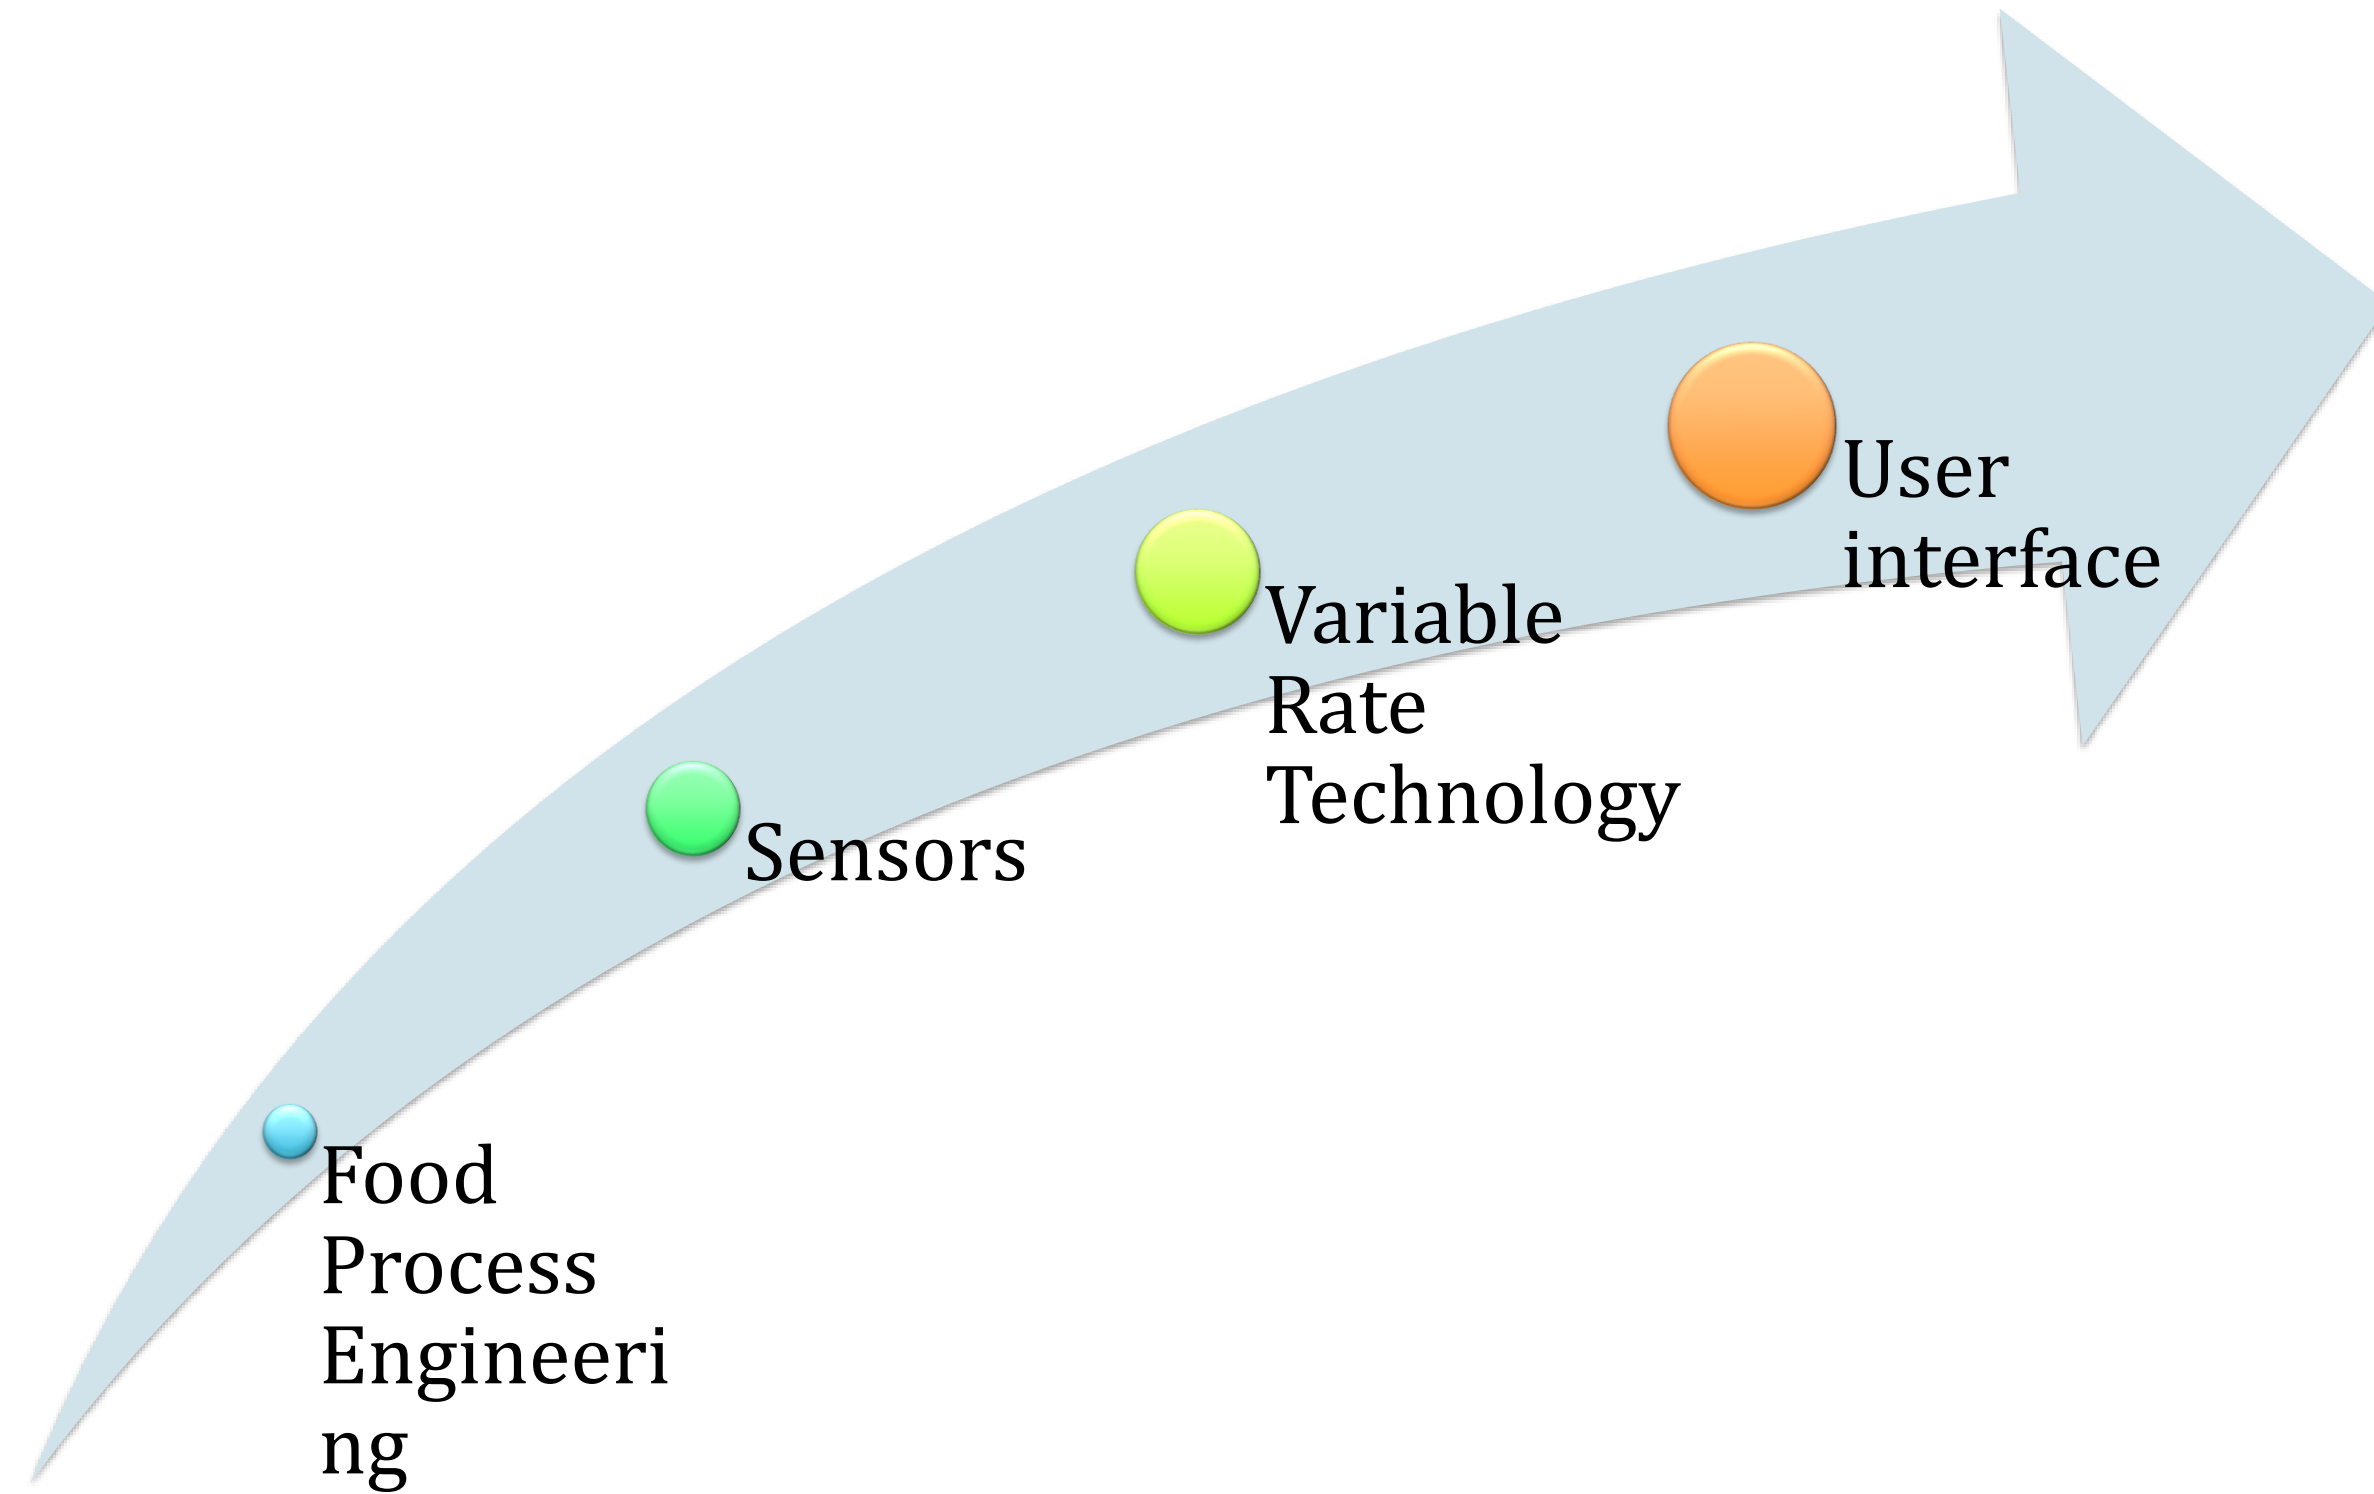 Food
Process
Engineeri
ng
Sensors
Variable
Rate
Technology
User
interface